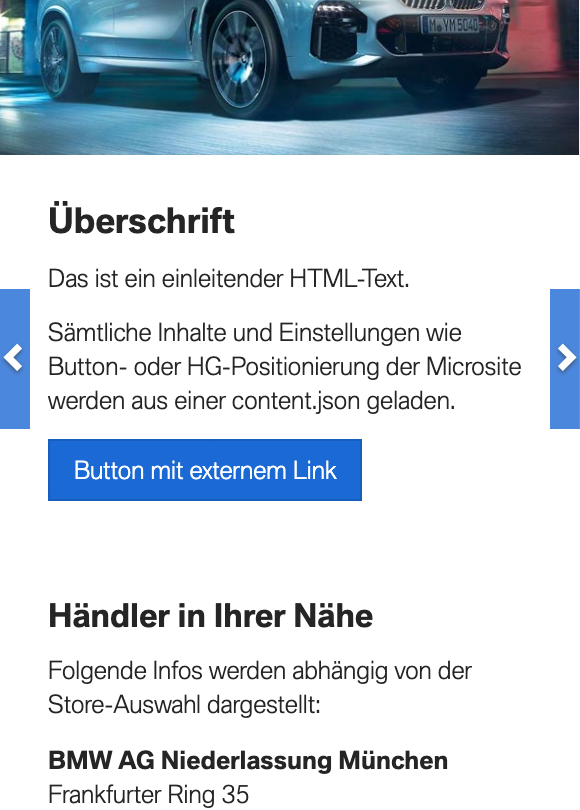 M VM 5040
Überschrift
Das ist ein einleitender HTML-Text.
Sämtliche Inhalte und Einstellungen wie
Button- oder HG-Positionierung der Microsite
werden aus einer content.json geladen.
Button mit externem Link
Händler in Ihrer Nähe
Folgende Infos werden abhängig von der
Store-Auswahl dargestellt:
BMW AG Niederlassung München
Frankfurter Ring 35